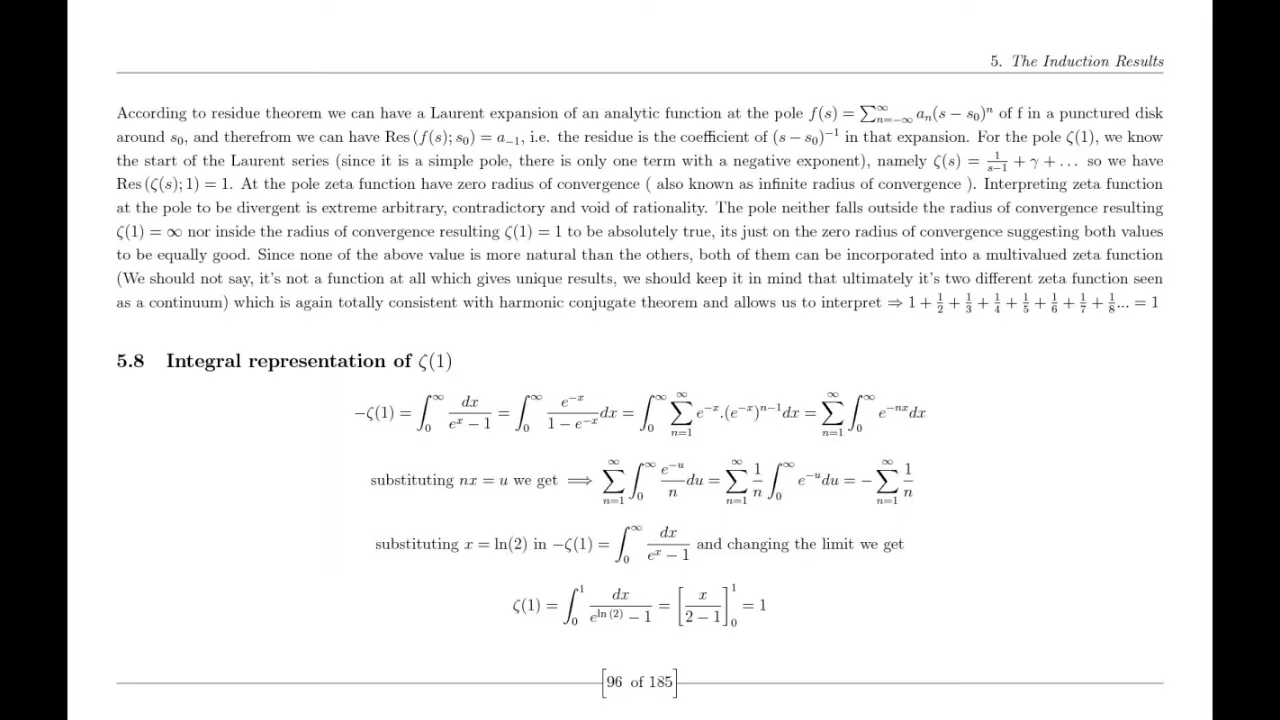 5. The Induction Results
According to residue theorem we can have a Laurent expansion of an analytic function at the pole f(s) = ∑_{n=−∞}^{∞} a_n(s − s_0)^n of f in a punctured disk
around s_0, and therefrom we can have Res (f(s); s_0) = a_{−1}, i.e. the residue is the coefficient of (s − s_0)^{−1} in that expansion. For the pole ζ(1), we know
the start of the Laurent series (since it is a simple pole, there is only one term with a negative exponent), namely ζ(s) = 1/(s−1) + γ + . . . so we have
Res (ζ(s); 1) = 1. At the pole zeta function have zero radius of convergence ( also known as infinite radius of convergence ). Interpreting zeta function
at the pole to be divergent is extreme arbitrary, contradictory and void of rationality. The pole neither falls outside the radius of convergence resulting
ζ(1) = ∞ nor inside the radius of convergence resulting ζ(1) = 1 to be absolutely true, its just on the zero radius of convergence suggesting both values
to be equally good. Since none of the above value is more natural than the others, both of them can be incorporated into a multivalued zeta function
(We should not say, it's not a function at all which gives unique results, we should keep it in mind that ultimately it's two different zeta function seen
as a continuum) which is again totally consistent with harmonic conjugate theorem and allows us to interpret ⇒ 1 + 1/2 + 1/3 + 1/4 + 1/5 + 1/6 + 1/7 + 1/8... = 1
5.8 Integral representation of ζ(1)
−ζ(1) = ∫_0^∞ dx/(e^x − 1) = ∫_0^∞ e^{−x}/(1 − e^{−x}) dx = ∫_0^∞ ∑_{n=1}^∞ e^{−x}.(e^{−x})^{n−1}dx = ∑_{n=1}^∞ ∫_0^∞ e^{−nx}dx
substituting nx = u we get ⟹ ∑_{n=1}^∞ ∫_0^∞ e^{−u}/n du = ∑_{n=1}^∞ 1/n ∫_0^∞ e^{−u}du = − ∑_{n=1}^∞ 1/n
substituting x = ln(2) in −ζ(1) = ∫_0^∞ dx/(e^x − 1) and changing the limit we get
ζ(1) = ∫_0^1 dx/(e^{ln (2)} − 1) = [x/(2 − 1)]_0^1 = 1
[96 of 185]